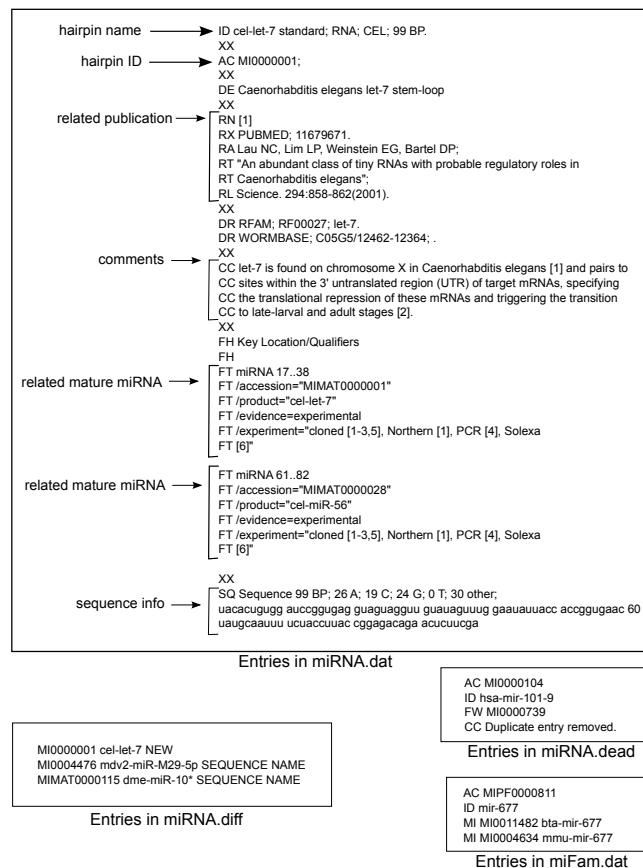 hairpin name
ID cel-let-7 standard; RNA; CEL; 99 BP.
XX
hairpin ID
AC MI0000001;
XX
DE Caenorhabditis elegans let-7 stem-loop
XX
related publication
RN [1]
RX PUBMED; 11679671.
RA Lau NC, Lim LP, Weinstein EG, Bartel DP;
RT "An abundant class of tiny RNAs with probable regulatory roles in
RT Caenorhabditis elegans";
RL Science. 294:858-862(2001).
XX
DR RFAM; RF00027; let-7.
DR WORMBASE; C05G5/12462-12364; .
XX
comments
CC let-7 is found on chromosome X in Caenorhabditis elegans [1] and pairs to
CC sites within the 3' untranslated region (UTR) of target mRNAs, specifying
CC the translational repression of these mRNAs and triggering the transition
CC to late-larval and adult stages [2].
XX
FH Key Location/Qualifiers
FH
related mature miRNA
FT miRNA 17..38
FT /accession="MIMAT0000001"
FT /product="cel-let-7"
FT /evidence=experimental
FT /experiment="cloned [1-3,5], Northern [1], PCR [4], Solexa
FT [6]"
related mature miRNA
FT miRNA 61..82
FT /accession="MIMAT0000028"
FT /product="cel-miR-56"
FT /evidence=experimental
FT /experiment="cloned [1-3,5], Northern [1], PCR [4], Solexa
FT [6]"
XX
sequence info
SQ Sequence 99 BP; 26 A; 19 C; 24 G; 0 T; 30 other;
uacacugugg auccggugag guaguagguu guauaguuug gaauauuacc accggugaac 60
uaugcaauuu ucuaccuuac cggagacaga acucuucga
Entries in miRNA.dat
AC MI0000104
ID hsa-mir-101-9
FW MI0000739
CC Duplicate entry removed.
Entries in miRNA.dead
MI0000001 cel-let-7 NEW
MI0004476 mdv2-miR-M29-5p SEQUENCE NAME
MIMAT0000115 dme-miR-10* SEQUENCE NAME
Entries in miRNA.diff
AC MIPF0000811
ID mir-677
MI MI0011482 bta-mir-677
MI MI0004634 mmu-mir-677
Entries in miFam.dat